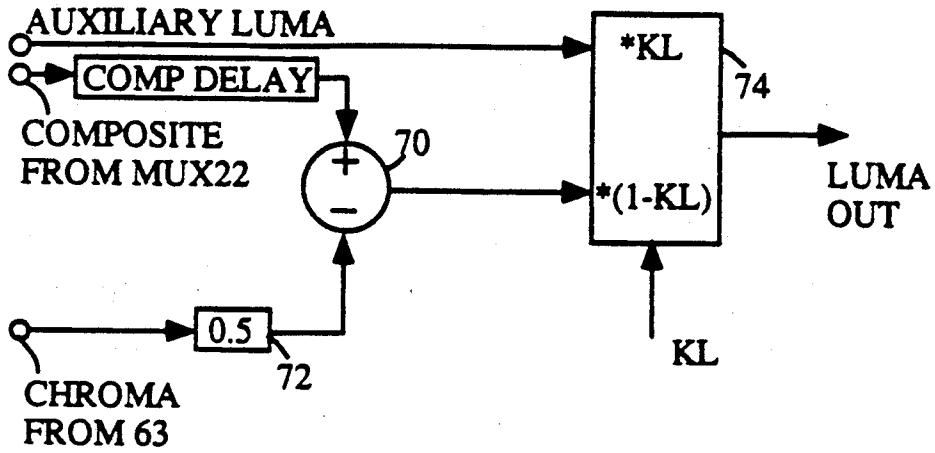 AUXILIARY LUMA
COMP DELAY
COMPOSITE
FROM MUX22
70
+
−
*KL
*(1-KL)
74
LUMA
OUT
KL
0.5
72
CHROMA
FROM 63